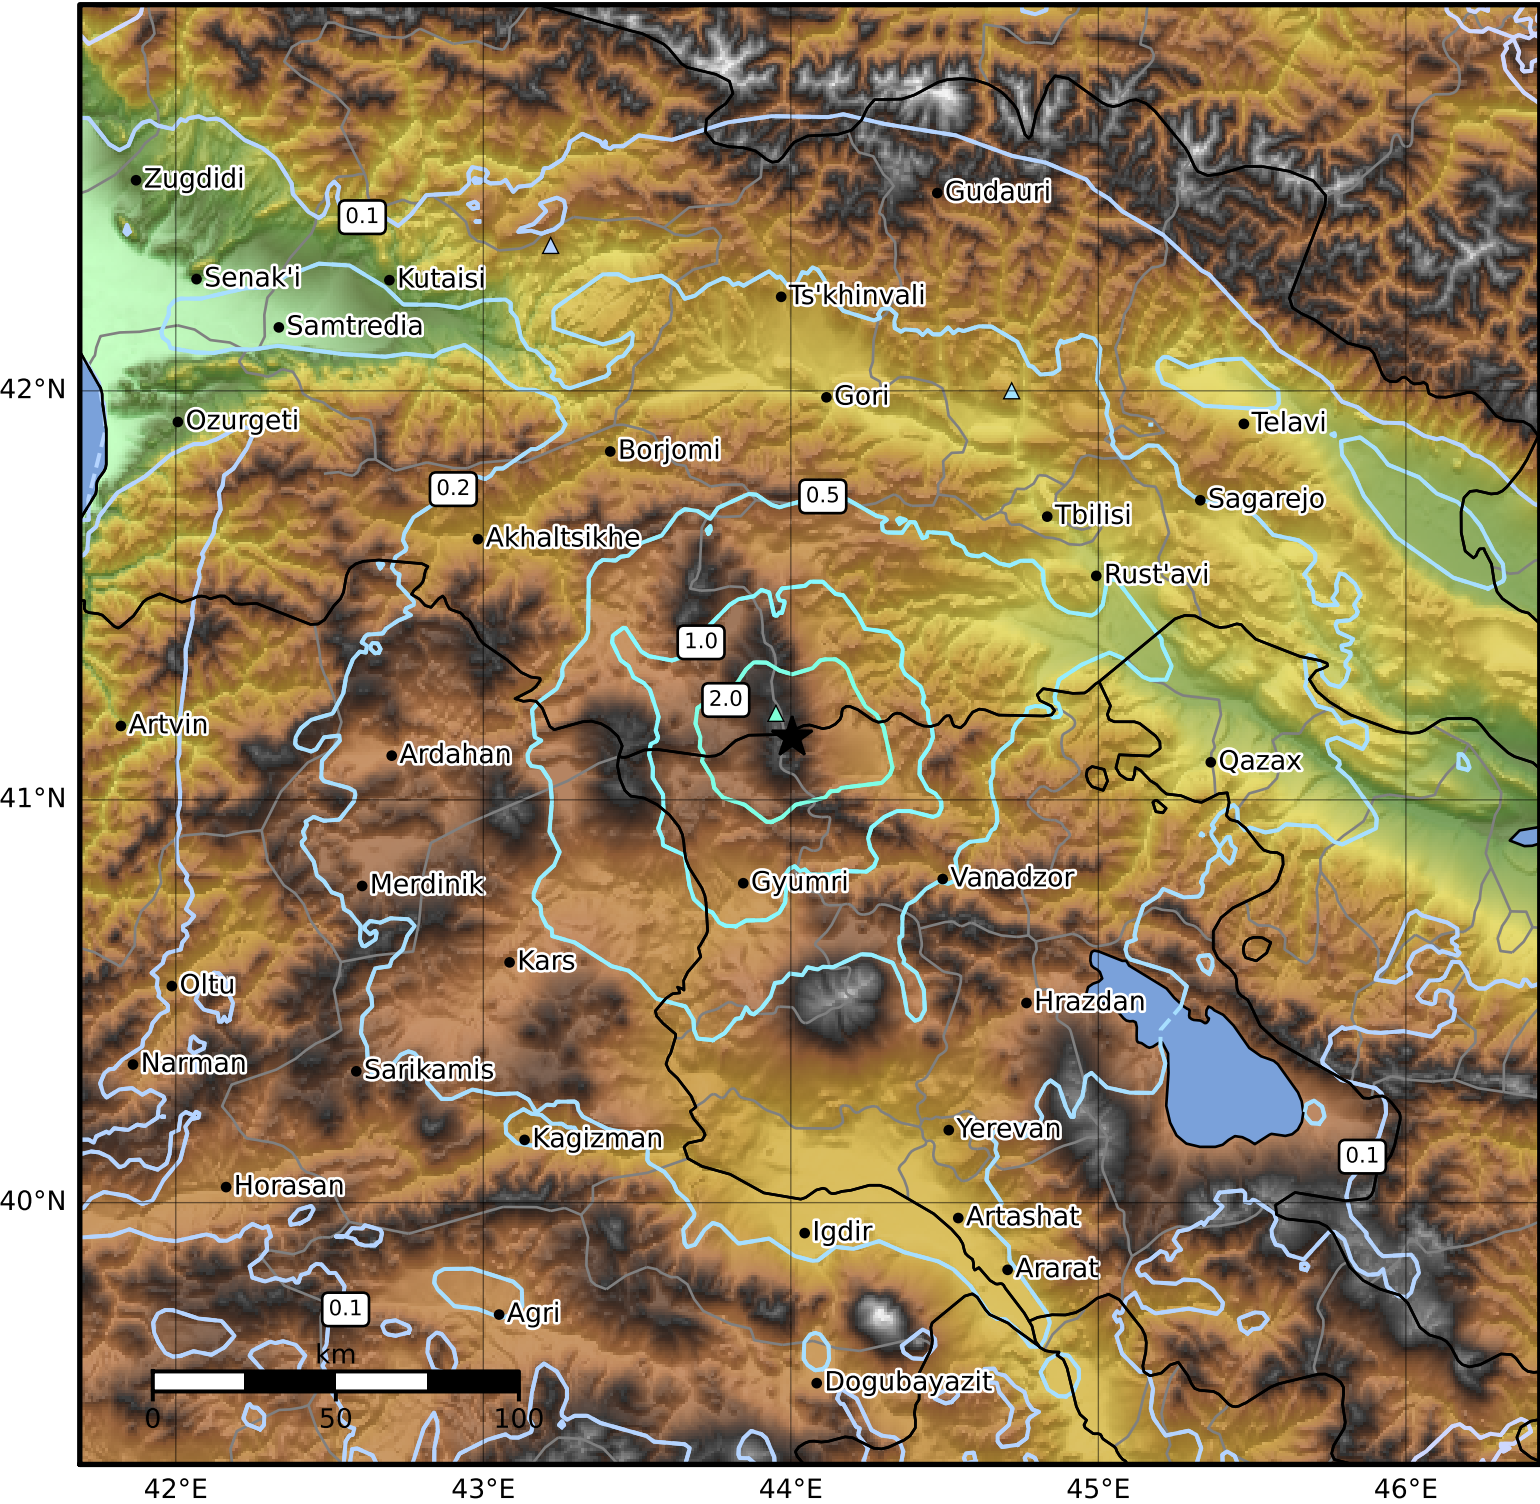 Zugdidi
Gudauri
0.1
Senak'i
Kutaisi
Ts'khinvali
Samtredia
42°N
Gori
Ozurgeti
Telavi
Borjomi
0.2
0.5
Sagarejo
Tbilisi
Akhaltsikhe
Rust'avi
1.0
2.0
Artvin
Ardahan
Qazax
41°N
Merdinik
Gyumri
Vanadzor
Kars
Oltu
Hrazdan
Narman
Sarikamis
Kagizman
Yerevan
0.1
Horasan
40°N
Artashat
Igdir
Ararat
0.1
Agri
km
Dogubayazit
0 50 100
42°E 43°E 44°E 45°E 46°E